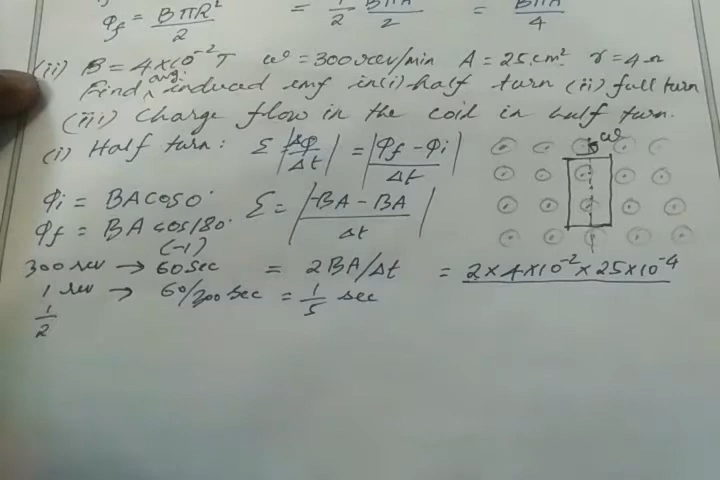 Φf = BπR²/2 = 1/2 BπR²/2 = BπR²/4
(ii) B = 4×10⁻² T ω = 300 rev/min A = 25 cm² r = 4 Ω
Find avg. induced emf in (i) half turn (ii) full turn
(iii) Charge flow in the coil in half turn.
(i) Half turn: Ɛ |ΔΦ/Δt| = |Φf - Φi/Δt| ω
Φi = BA cos 0°
Φf = BA cos 180° Ɛ = |-BA - BA/Δt|
(-1)
300 rev → 60 sec = 2BA/Δt = 2×4×10⁻²×25×10⁻⁴
1 rev → 60/300 sec = 1/5 sec
1/2